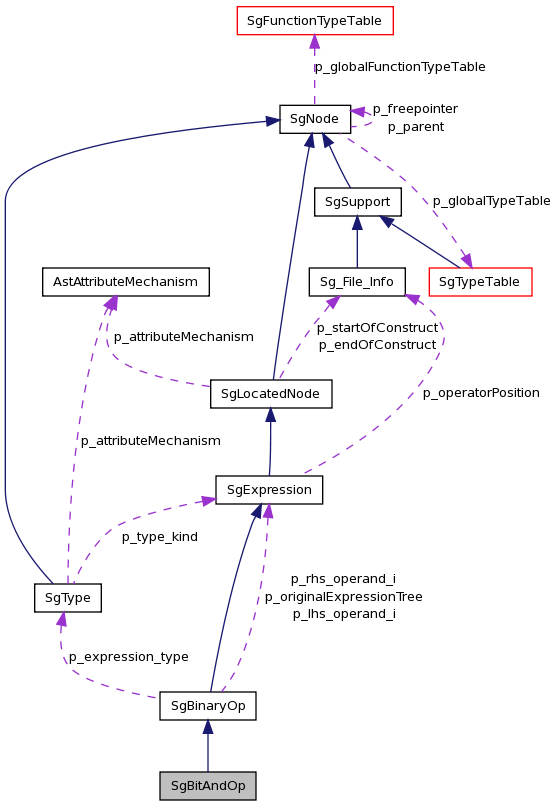 SgFunctionTypeTable
p_globalFunctionTypeTable
SgNode
p_freepointer
p_parent
SgSupport
p_globalTypeTable
AstAttributeMechanism
Sg_File_Info
SgTypeTable
p_attributeMechanism
p_startOfConstruct
p_endOfConstruct
SgLocatedNode
p_operatorPosition
p_attributeMechanism
SgExpression
p_type_kind
p_rhs_operand_i
p_originalExpressionTree
p_lhs_operand_i
SgType
p_expression_type
SgBinaryOp
SgBitAndOp